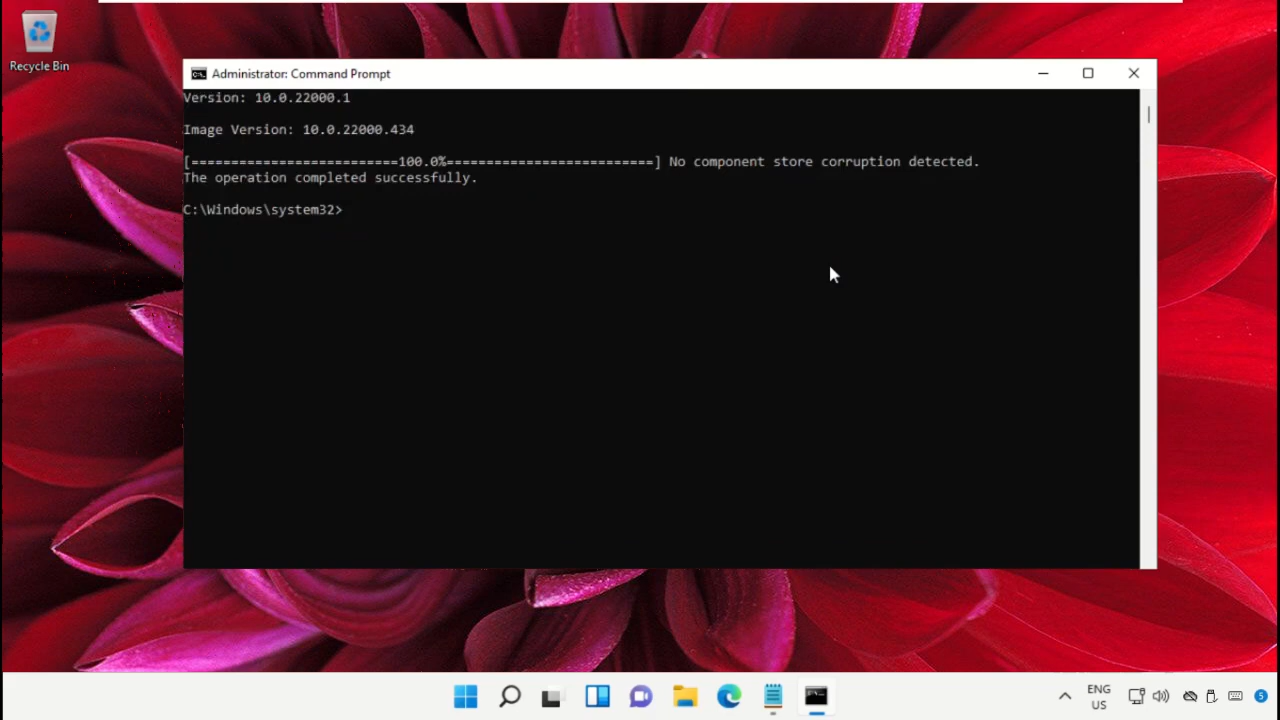 Recycle Bin
Administrator: Command Prompt
Version: 10.0.22000.1
Image Version: 10.0.22000.434
[==========================100.0%==========================] No component store corruption detected.
The operation completed successfully.
C:\Windows\system32>
ENG
US
5